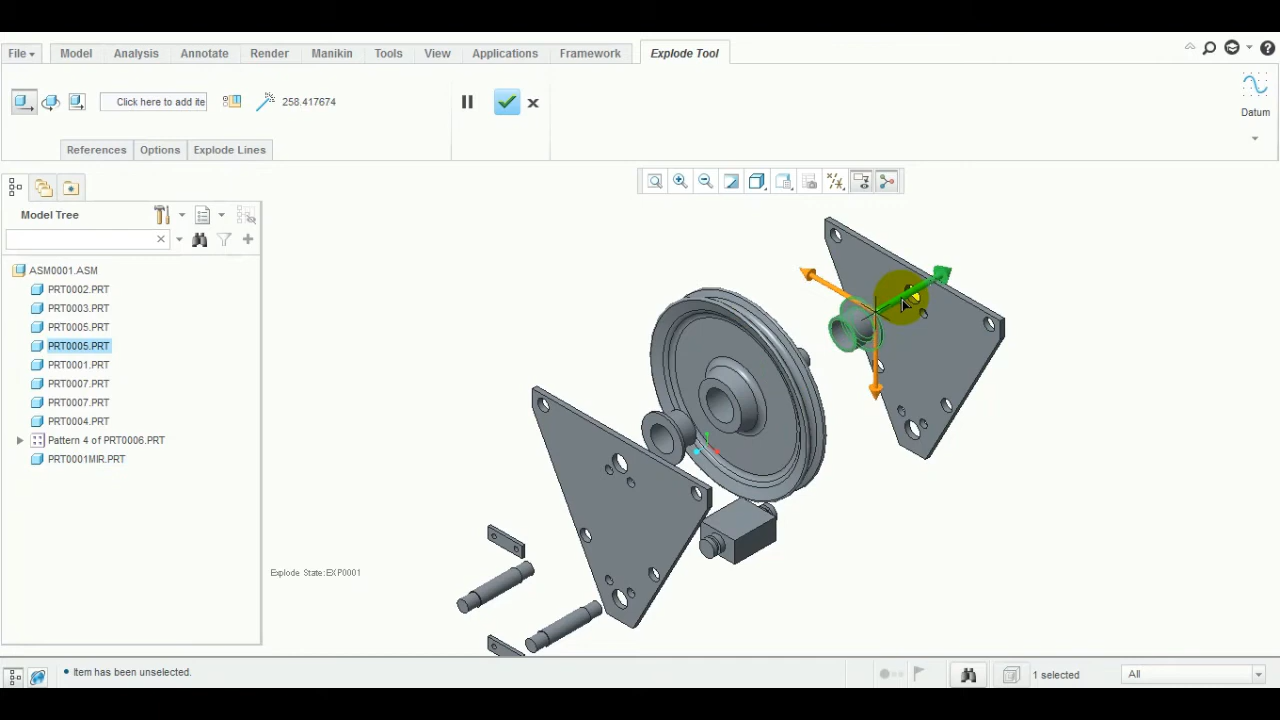 File Model Analysis Annotate Render Manikin Tools View Applications Framework Explode Tool
Click here to add ite 258.417674
Datum
References Options Explode Lines
Model Tree
ASM0001.ASM
PRT0002.PRT
PRT0003.PRT
PRT0005.PRT
PRT0005.PRT
PRT0001.PRT
PRT0007.PRT
PRT0007.PRT
PRT0004.PRT
Pattern 4 of PRT0006.PRT
PRT0001MIR.PRT
Explode State:EXP0001
Item has been unselected.
1 selected
All